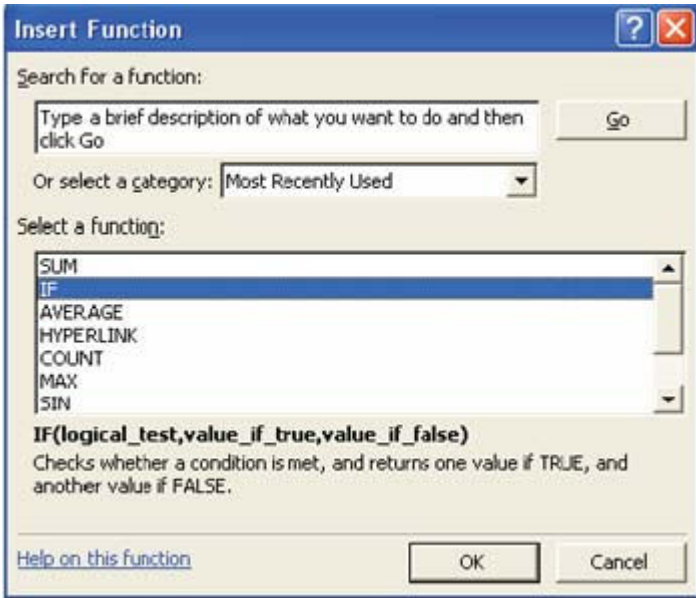 Insert Function
?
X
Search for a function:
Type a brief description of what you want to do and then
click Go
Go
Or select a category: Most Recently Used
Select a function:
SUM
IF
AVERAGE
HYPERLINK
COUNT
MAX
SIN
IF(logical_test,value_if_true,value_if_false)
Checks whether a condition is met, and returns one value if TRUE, and
another value if FALSE.
Help on this function
OK
Cancel